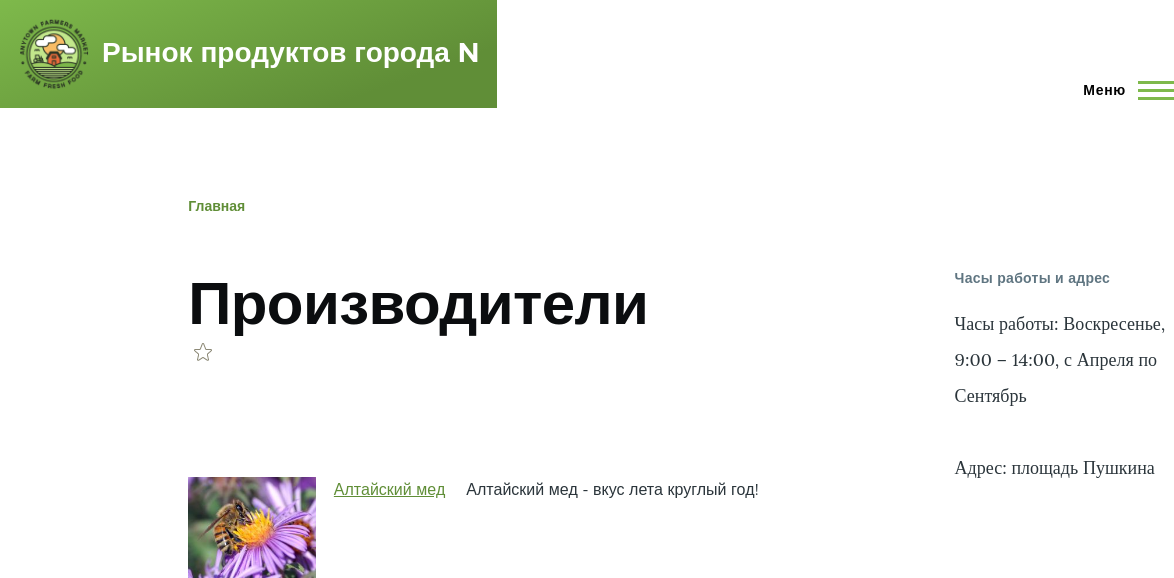 ANYTOWN FARMERS MARKET
FARM FRESH FOOD
Рынок продуктов города N
Меню
Главная
Производители
Алтайский мед
Алтайский мед - вкус лета круглый год!
Часы работы и адрес
Часы работы: Воскресенье,
9:00 – 14:00, с Апреля по
Сентябрь
Адрес: площадь Пушкина